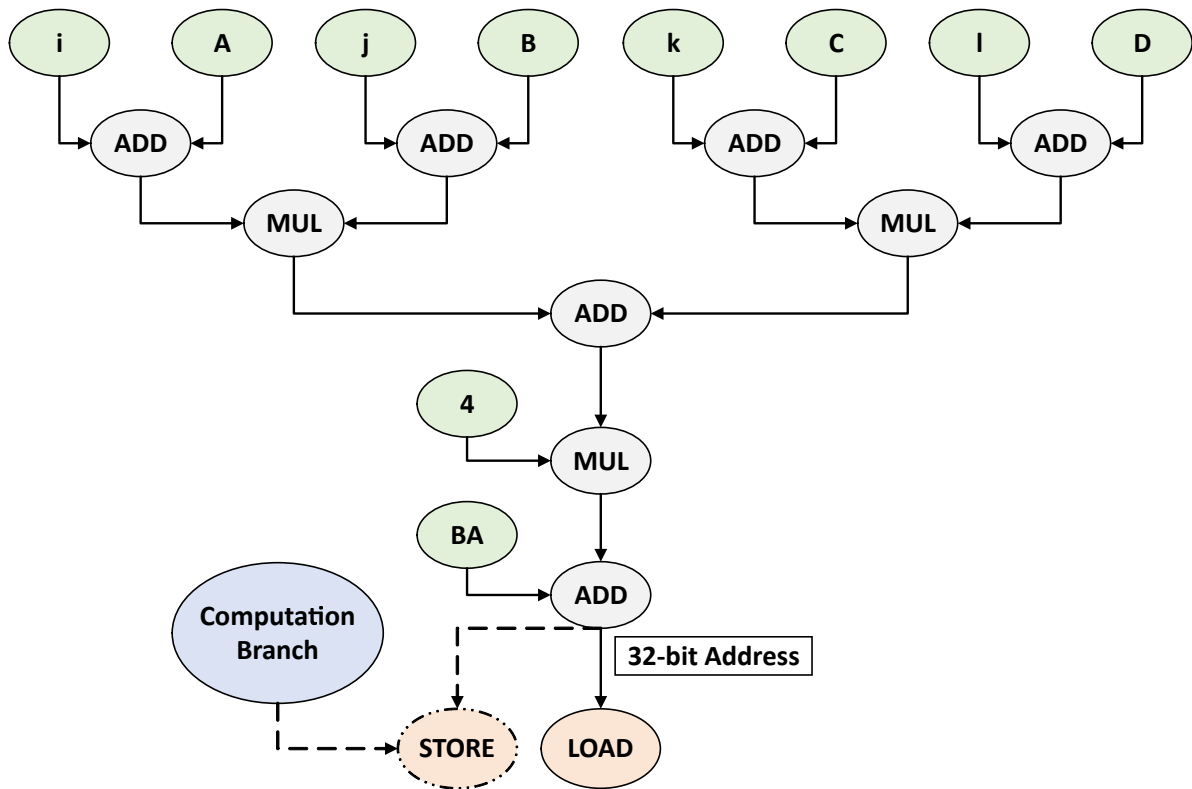 i
A
j
B
k
C
l
D
ADD
ADD
ADD
ADD
MUL
MUL
ADD
4
MUL
BA
ADD
Computation
Branch
32-bit Address
STORE
LOAD